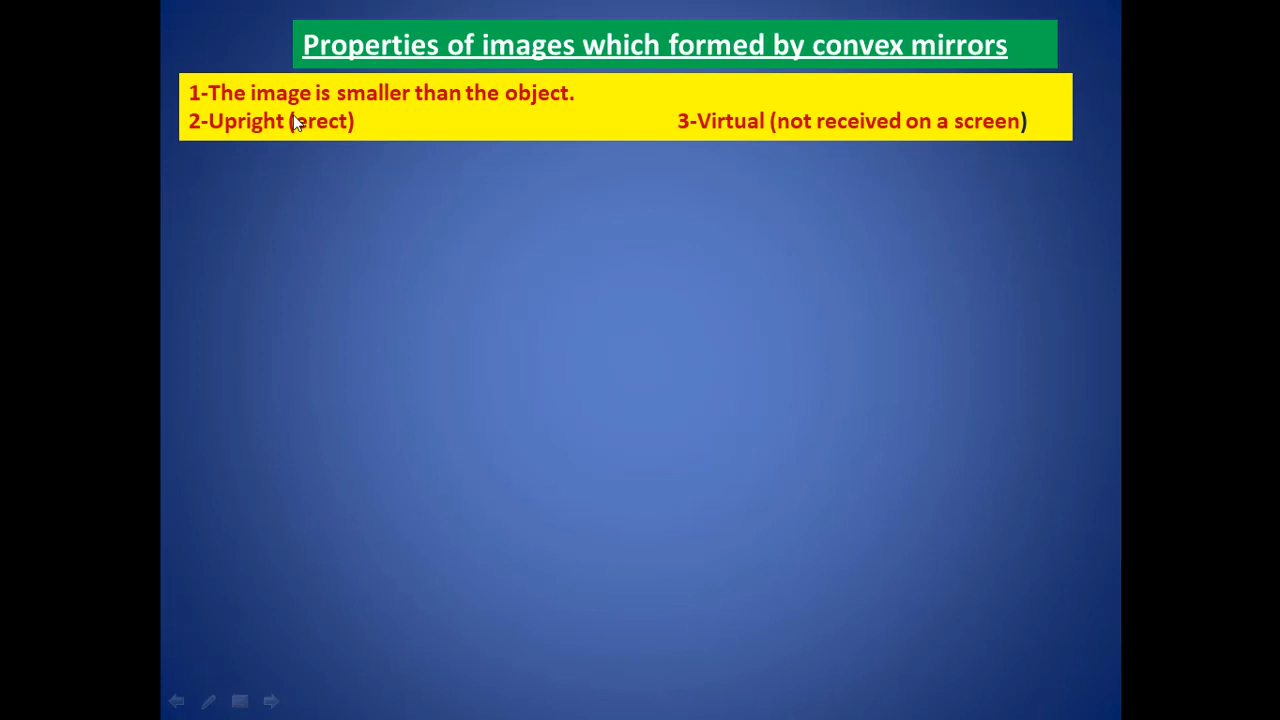 Properties of images which formed by convex mirrors
1-The image is smaller than the object.
2-Upright (erect) 3-Virtual (not received on a screen)